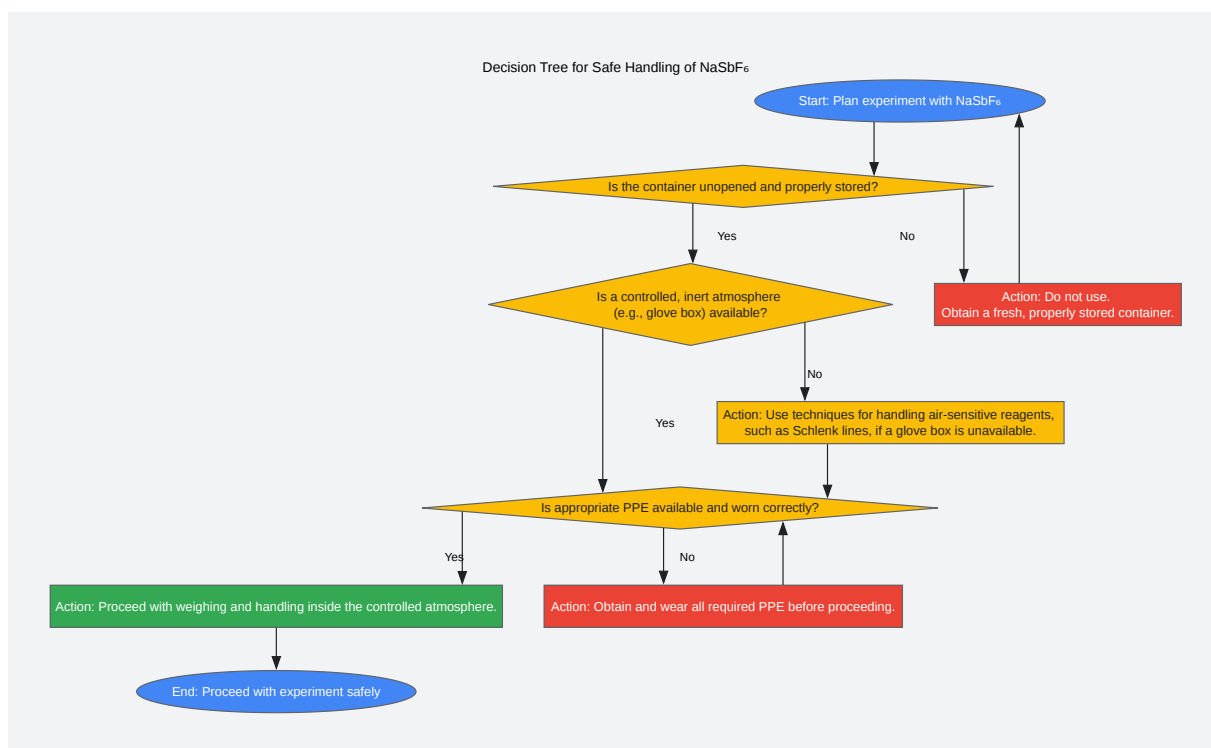 Decision Tree for Safe Handling of NaSbF₆
Start: Plan experiment with NaSbF₆
Is the container unopened and properly stored?
Yes
No
Is a controlled, inert atmosphere
(e.g., glove box) available?
Action: Do not use.
Obtain a fresh, properly stored container.
No
Yes
Action: Use techniques for handling air-sensitive reagents,
such as Schlenk lines, if a glove box is unavailable.
Is appropriate PPE available and worn correctly?
Yes
No
Action: Proceed with weighing and handling inside the controlled atmosphere.
Action: Obtain and wear all required PPE before proceeding.
End: Proceed with experiment safely